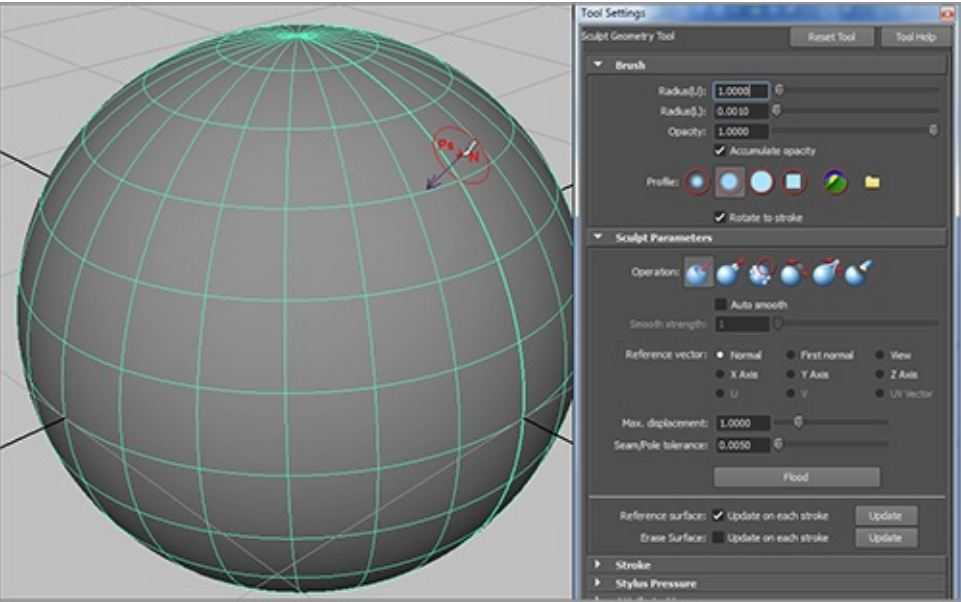 Tool Settings
Sculpt Geometry Tool Reset Tool Tool Help
Brush
Radius(U): 1.0000
Radius(L): 0.0010
Opacity: 1.0000
Accumulate opacity
Profile:
Rotate to stroke
Sculpt Parameters
Operation:
Auto smooth
Smooth strength: 1
Reference vector: Normal First normal View
X Axis Y Axis Z Axis
U V UV Vector
Max. displacement: 1.0000
Seam/Pole tolerance: 0.0050
Flood
Reference surface: Update on each stroke Update
Erase Surface: Update on each stroke Update
Stroke
Stylus Pressure
Ps N